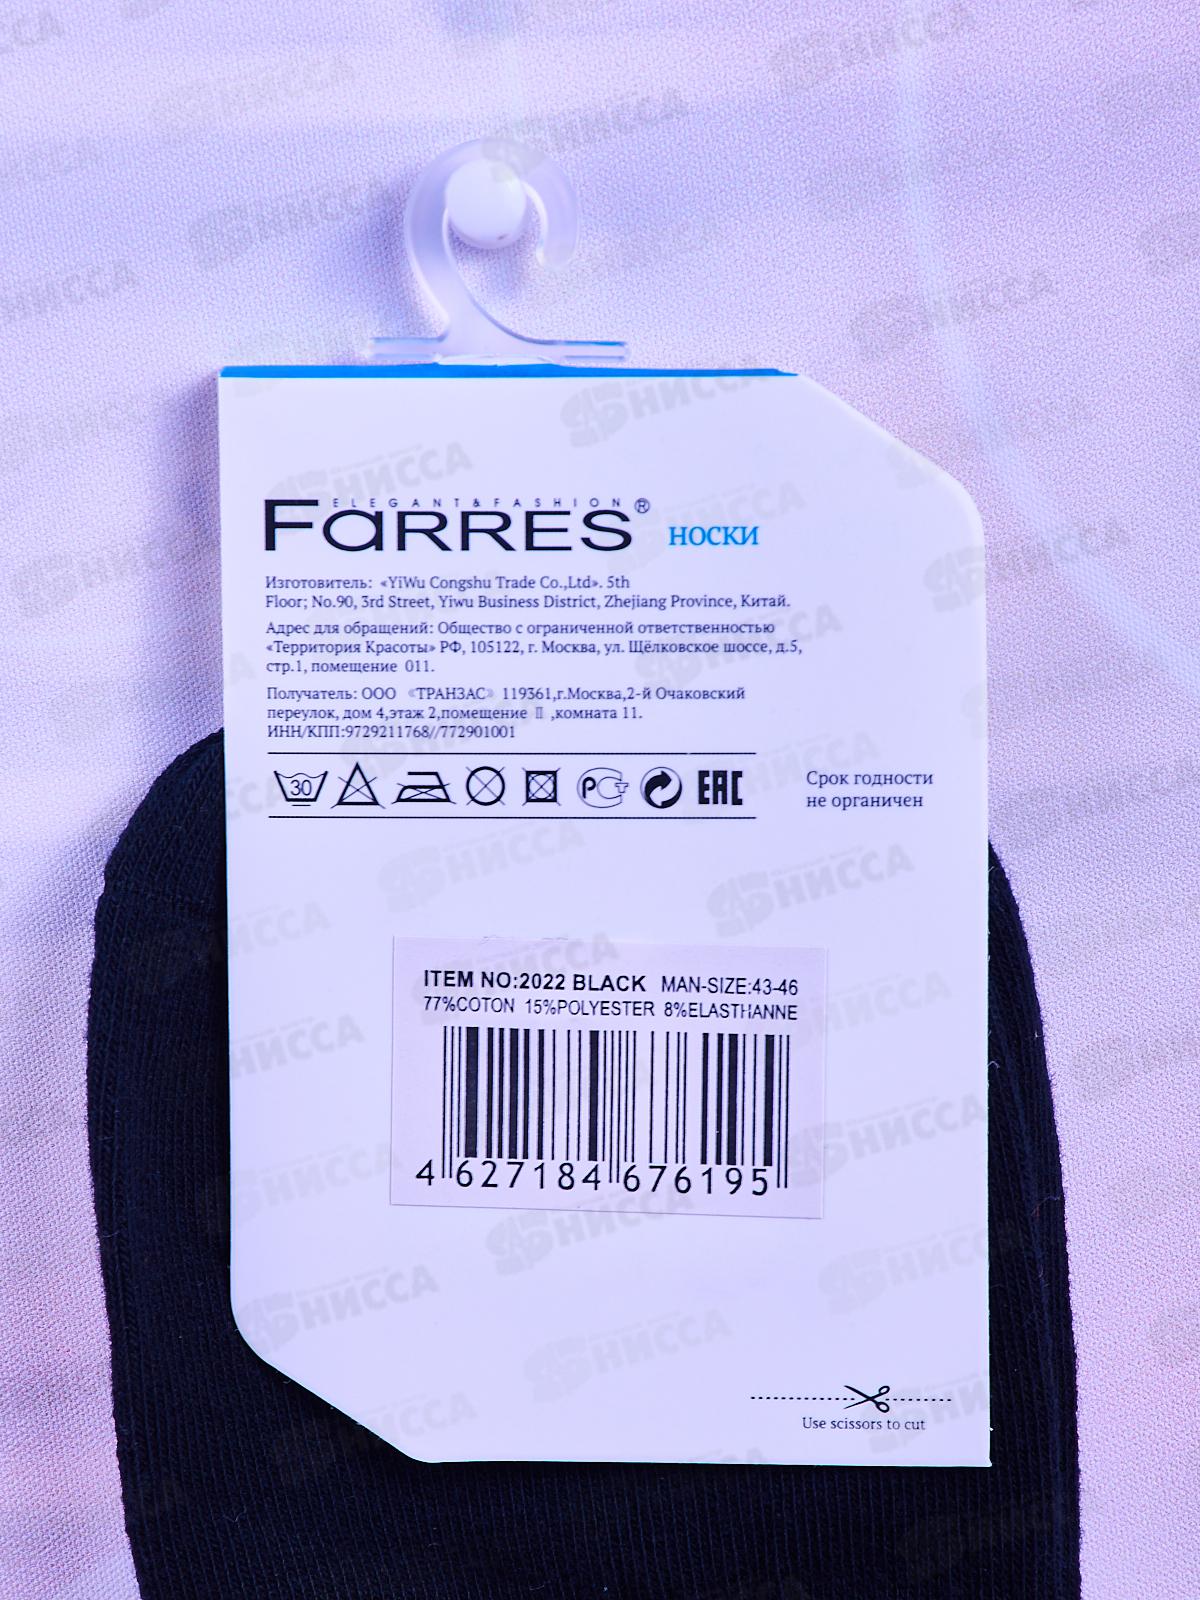 ELEGANT & FASHION
FARRES® НОСКИ
Изготовитель: «YiWu Congshu Trade Co.,Ltd». 5th
Floor; No.90, 3rd Street, Yiwu Business District, Zhejiang Province, Китай.
Адрес для обращений: Общество с ограниченной ответственностью
«Территория Красоты» РФ, 105122, г. Москва, ул. Щёлковское шоссе, д.5,
стр.1, помещение 011.
Получатель: ООО «ТРАНЗАС» 119361,г.Москва,2-й Очаковский
переулок, дом 4,этаж 2,помещение Ⅱ ,комната 11.
ИНН/КПП:9729211768//772901001
30 РСТ EAC
Срок годности
не органичен
ITEM NO:2022 BLACK MAN-SIZE:43-46
77%COTON 15%POLYESTER 8%ELASTHANNE
4 627184 676195
Use scissors to cut
НИССА